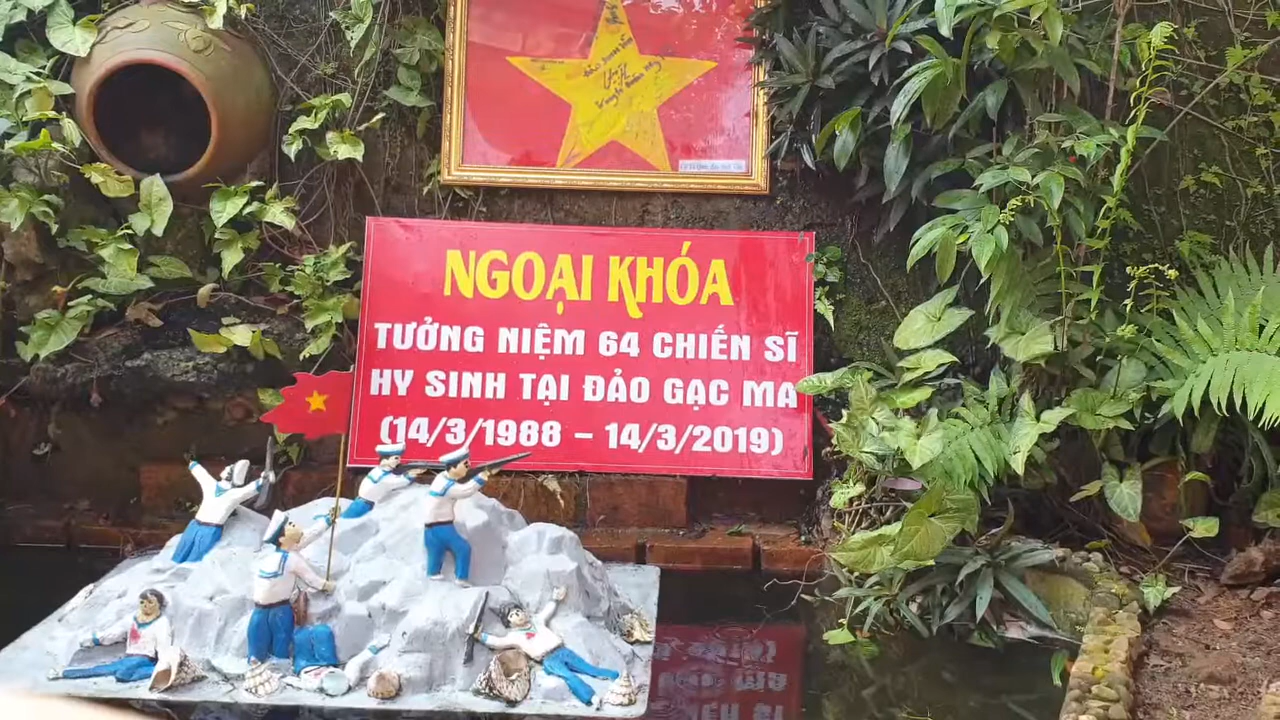 NGOẠI KHÓA
TƯỞNG NIỆM 64 CHIẾN SĨ
HY SINH TẠI ĐẢO GẠC MA
(14/3/1988 – 14/3/2019)